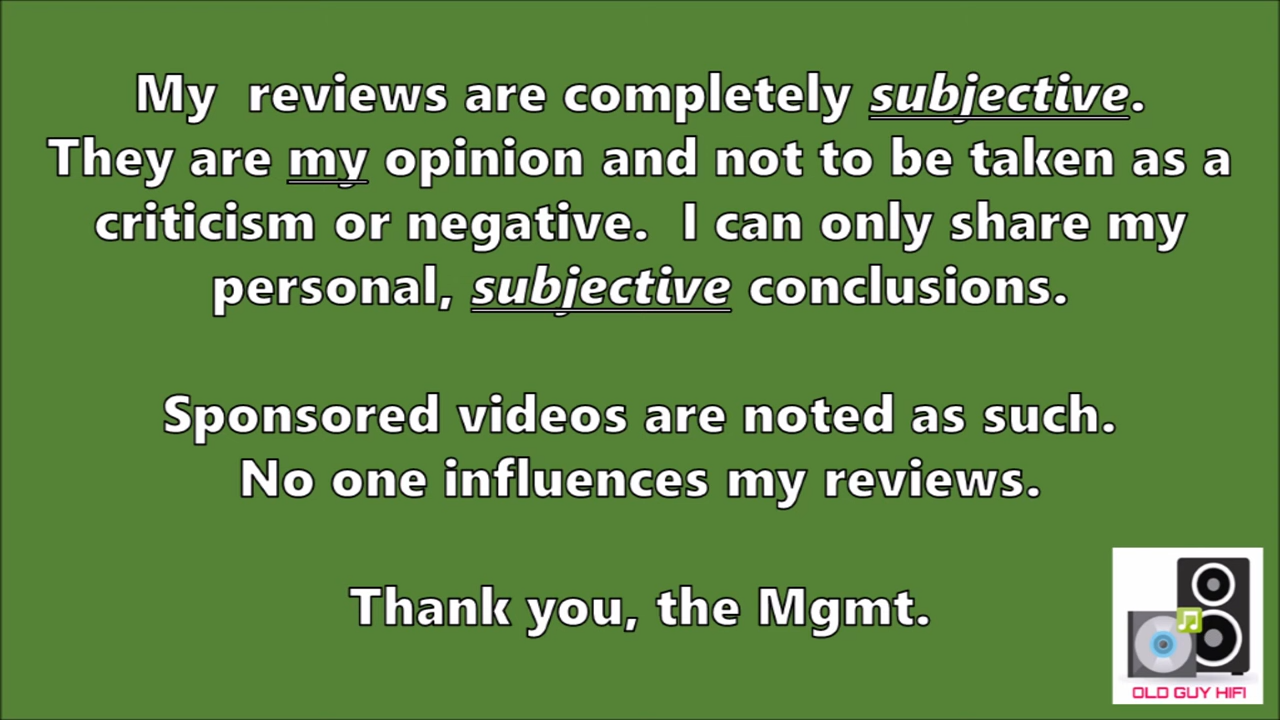 My  reviews are completely subjective.
They are my opinion and not to be taken as a
criticism or negative.  I can only share my
personal, subjective conclusions.
Sponsored videos are noted as such.
No one influences my reviews.
Thank you, the Mgmt.
OLD GUY HIFI